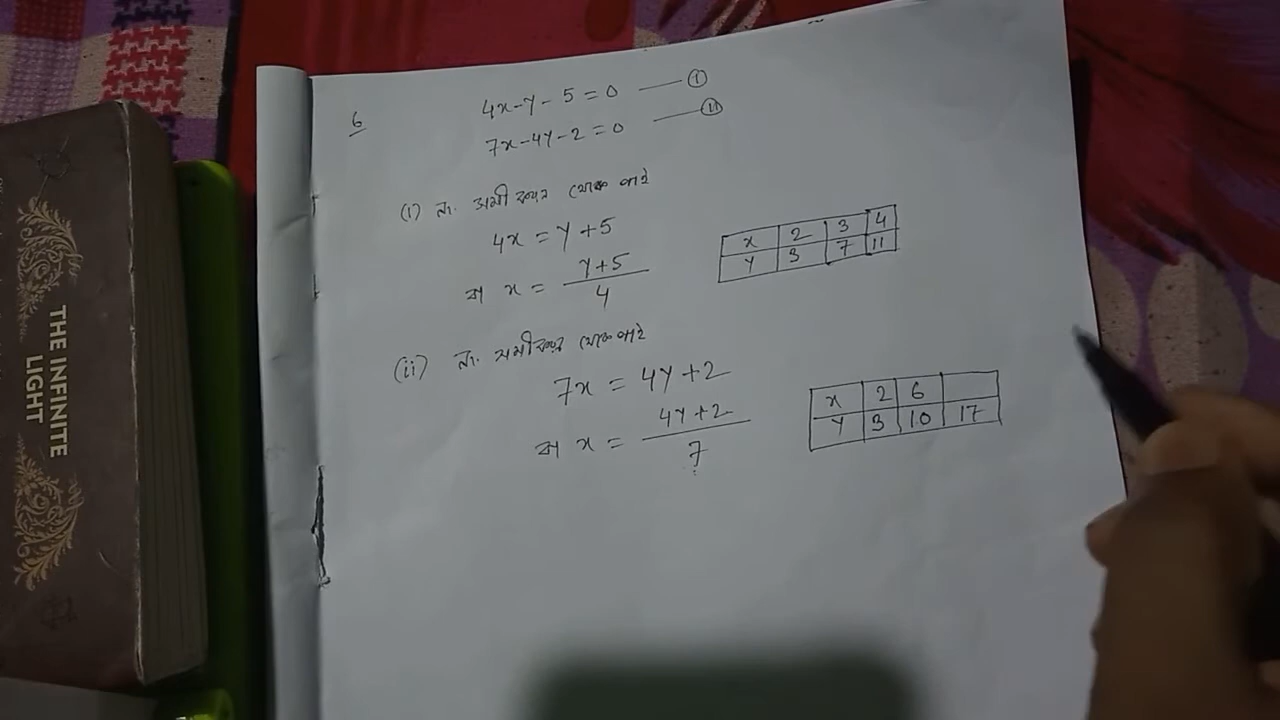 THE INFINITE
LIGHT
6
4x-y-5=0 — (i)
7x-4y-2=0 — (ii)
(i) নং সমীকরণ থেকে পাই
4x = y+5
বা x = (y+5)/4
x 2 3 4
y 3 7 11
(ii) নং সমীকরণ থেকে পাই
7x = 4y+2
বা x = (4y+2)/7
x 2 6
y 3 10 17